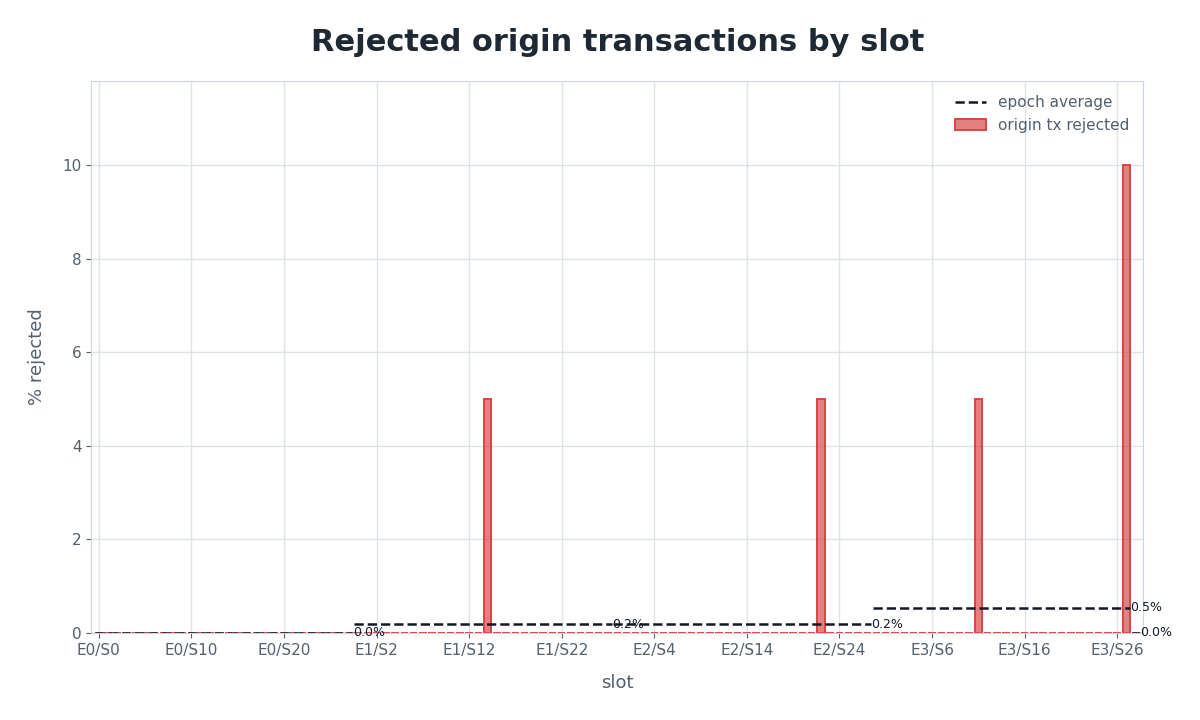 Rejected origin transactions by slot
epoch average
origin tx rejected
% rejected
10
8
6
4
2
0
0.0%
0.2%
0.2%
0.5%
0.0%
E0/S0 E0/S10 E0/S20 E1/S2 E1/S12 E1/S22 E2/S4 E2/S14 E2/S24 E3/S6 E3/S16 E3/S26
slot